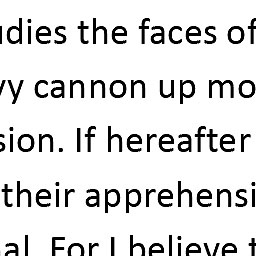 udies the faces of
vy cannon up mo
sion. If hereafter
their apprehensi
al. For I believe t